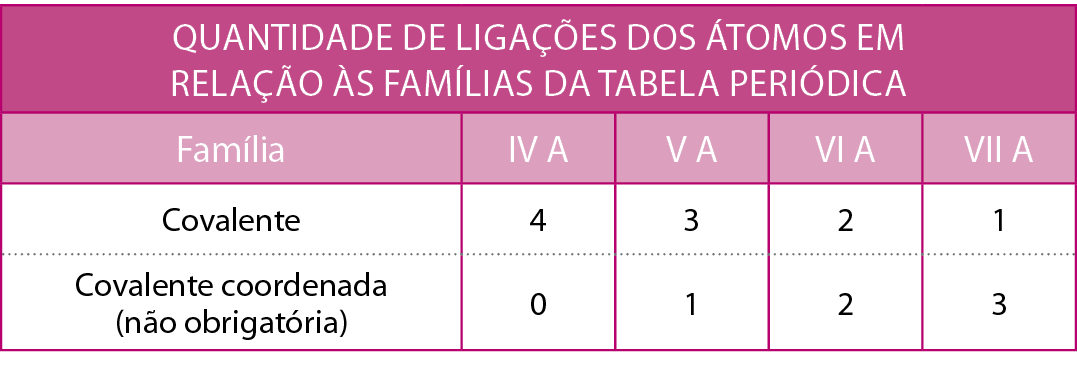 QUANTIDADE DE LIGAÇÕES DOS ÁTOMOS EM
RELAÇÃO ÀS FAMÍLIAS DA TABELA PERIÓDICA
Família IV A V A VI A VII A
Covalente 4 3 2 1
Covalente coordenada
(não obrigatória) 0 1 2 3